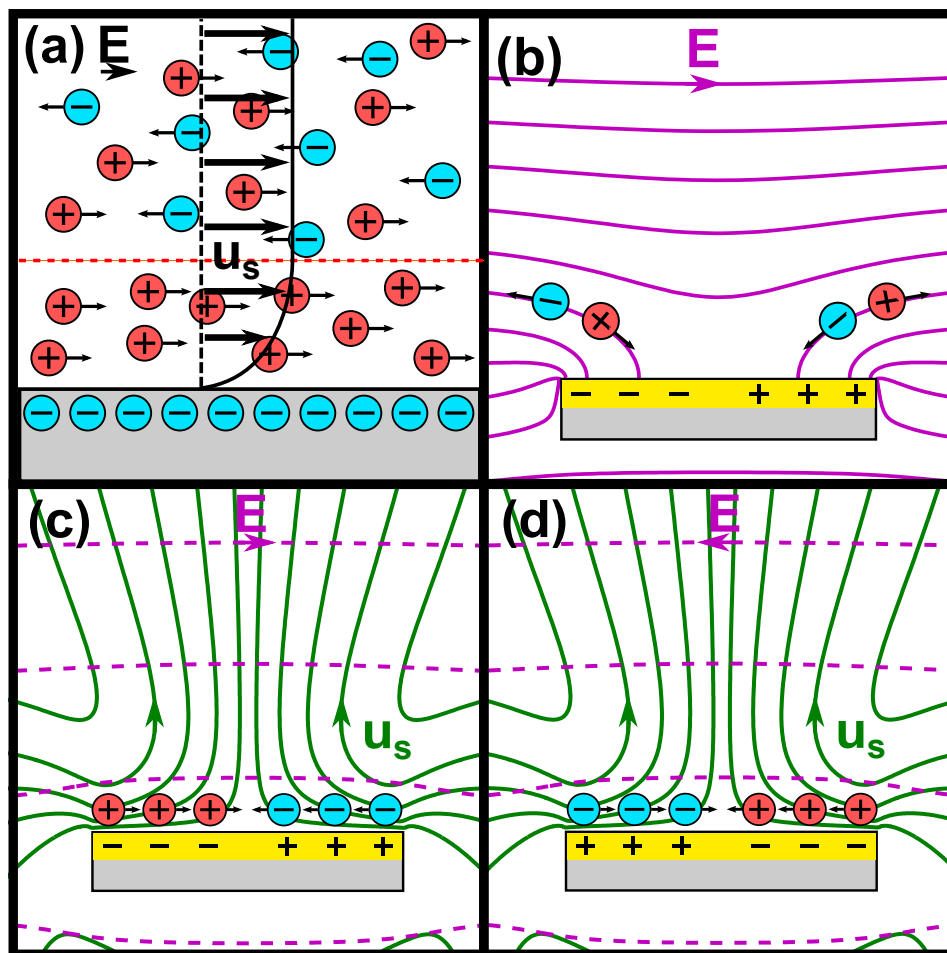 (a) E
u_s
− − − − − − − − − −
(b) E
− − − + + +
(c) E
u_s
+ + + − − −
− − − + + +
(d) E
u_s
− − − + + +
+ + + − − −